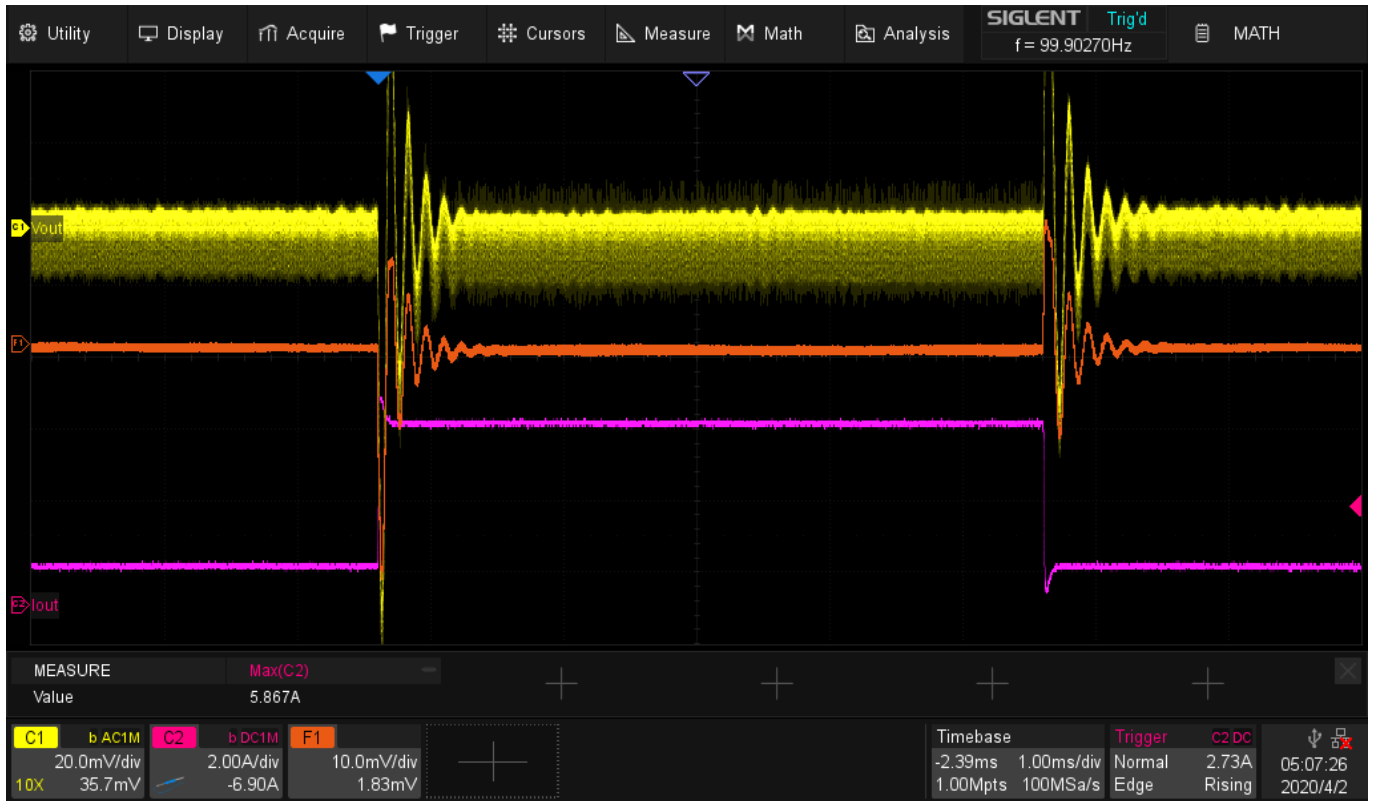 Utility Display Acquire Trigger Cursors Measure Math Analysis SIGLENT Trig'd MATH
f = 99.90270Hz
C1 Vout
F1
C2 Iout
MEASURE Max(C2)
Value 5.867A
C1 b AC1M C2 b DC1M F1 Timebase Trigger C2 DC
20.0mV/div 2.00A/div 10.0mV/div -2.39ms 1.00ms/div Normal 2.73A 05:07:26
10X 35.7mV -6.90A 1.83mV 1.00Mpts 100MSa/s Edge Rising 2020/4/2